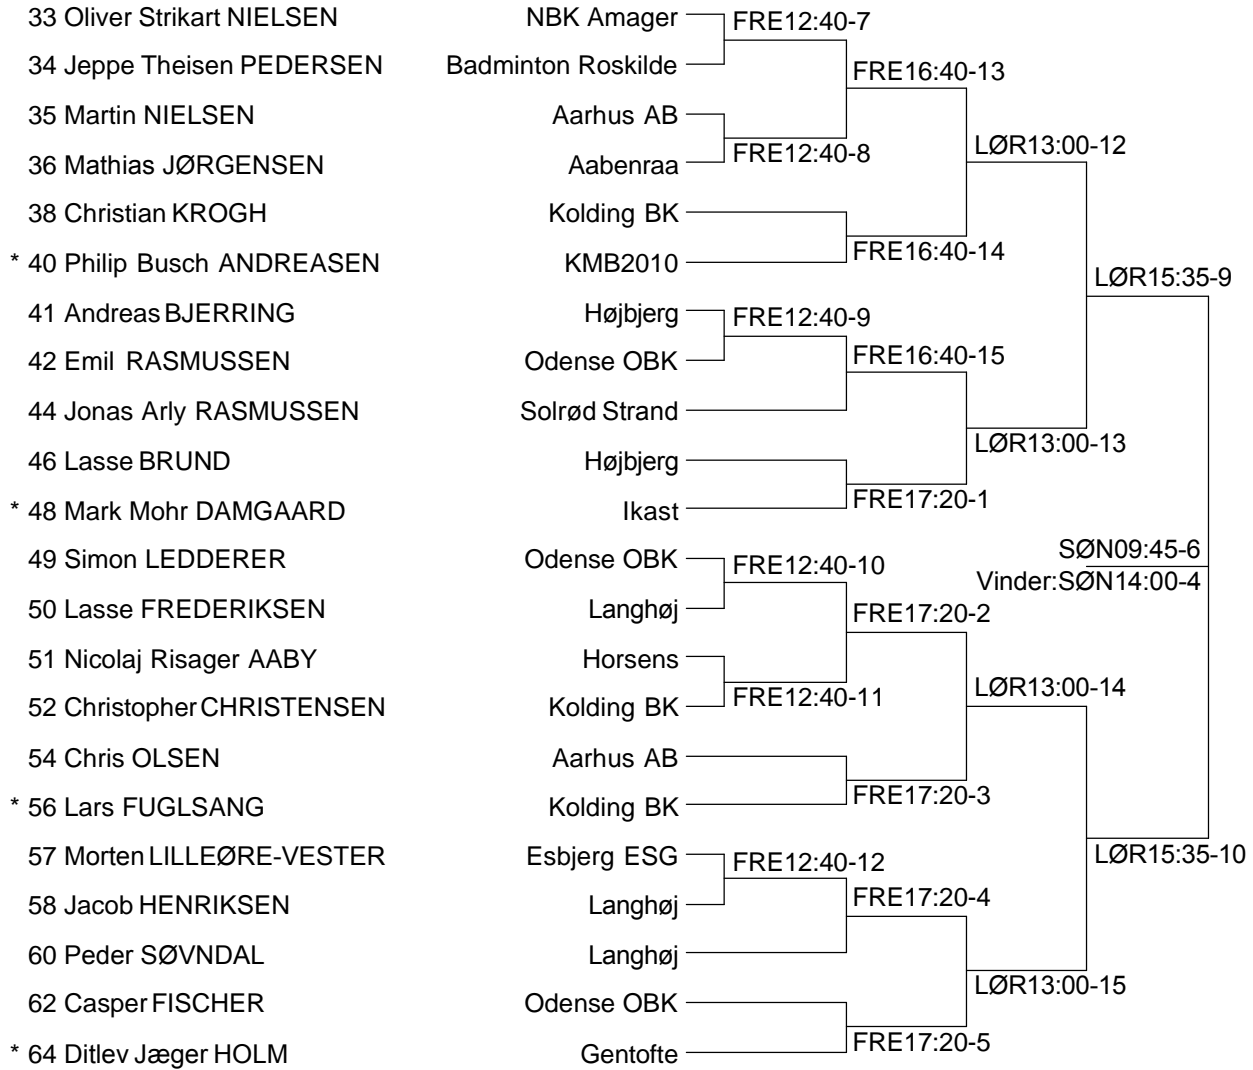 33 Oliver Strikart NIELSEN NBK Amager FRE12:40-7
34 Jeppe Theisen PEDERSEN Badminton Roskilde FRE16:40-13
35 Martin NIELSEN Aarhus AB
36 Mathias JØRGENSEN Aabenraa FRE12:40-8 LØR13:00-12
38 Christian KROGH Kolding BK
* 40 Philip Busch ANDREASEN KMB2010 FRE16:40-14
LØR15:35-9
41 Andreas BJERRING Højbjerg FRE12:40-9
42 Emil RASMUSSEN Odense OBK FRE16:40-15
44 Jonas Arly RASMUSSEN Solrød Strand
LØR13:00-13
46 Lasse BRUND Højbjerg
* 48 Mark Mohr DAMGAARD Ikast FRE17:20-1
SØN09:45-6
49 Simon LEDDERER Odense OBK FRE12:40-10
Vinder:SØN14:00-4
50 Lasse FREDERIKSEN Langhøj FRE17:20-2
51 Nicolaj Risager AABY Horsens
LØR13:00-14
52 Christopher CHRISTENSEN Kolding BK FRE12:40-11
54 Chris OLSEN Aarhus AB
* 56 Lars FUGLSANG Kolding BK FRE17:20-3
57 Morten LILLEØRE-VESTER Esbjerg ESG FRE12:40-12 LØR15:35-10
58 Jacob HENRIKSEN Langhøj FRE17:20-4
60 Peder SØVNDAL Langhøj
LØR13:00-15
62 Casper FISCHER Odense OBK
* 64 Ditlev Jæger HOLM Gentofte FRE17:20-5